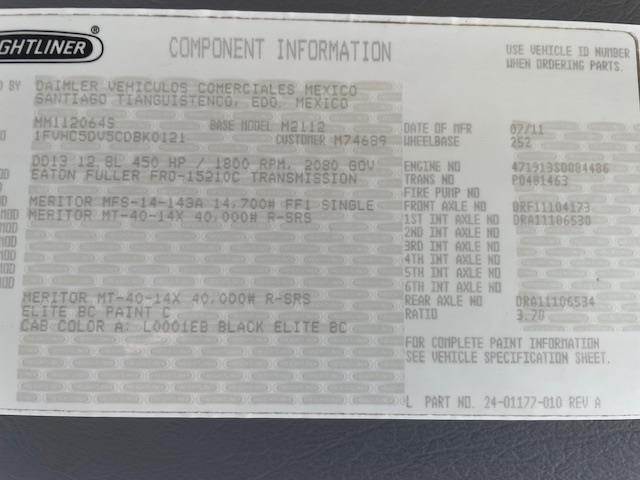 GHTLINER ®
COMPONENT INFORMATION
USE VEHICLE ID NUMBER
WHEN ORDERING PARTS.
D BY DAIMLER VEHICULOS COMERCIALES MEXICO
SANTIAGO TIANGUISTENCO, EDO. MEXICO
MM112064S BASE MODEL M2112
1FVHC5DV5CDBK0121 CUSTOMER M74689
DATE OF MFR 07/11
WHEELBASE 252
DD13 12.8L 450 HP / 1800 RPM, 2080 GOV
EATON FULLER FRO-15210C TRANSMISSION
ENGINE NO 471913S0084486
TRANS NO P0401463
FIRE PUMP NO
MERITOR MFS-14-143A 14,700# FF1 SINGLE
MERITOR MT-40-14X 40,000# R-SRS
FRONT AXLE NO ORF11104173
1ST INT AXLE NO DRA11106530
2ND INT AXLE NO
3RD INT AXLE NO
4TH INT AXLE NO
5TH INT AXLE NO
6TH INT AXLE NO
MERITOR MT-40-14X 40,000# R-SRS
ELITE BC PAINT C
CAB COLOR A: L0001EB BLACK ELITE BC
REAR AXLE NO DRA11106534
RATIO 3.70
FOR COMPLETE PAINT INFORMATION
SEE VEHICLE SPECIFICATION SHEET.
L PART NO. 24-01177-010 REV A